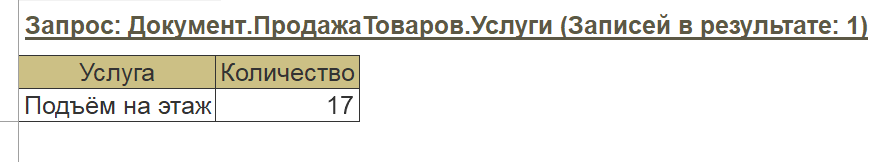 Запрос: Документ.ПродажаТоваров.Услуги (Записей в результате: 1)
Услуга Количество
Подъём на этаж 17